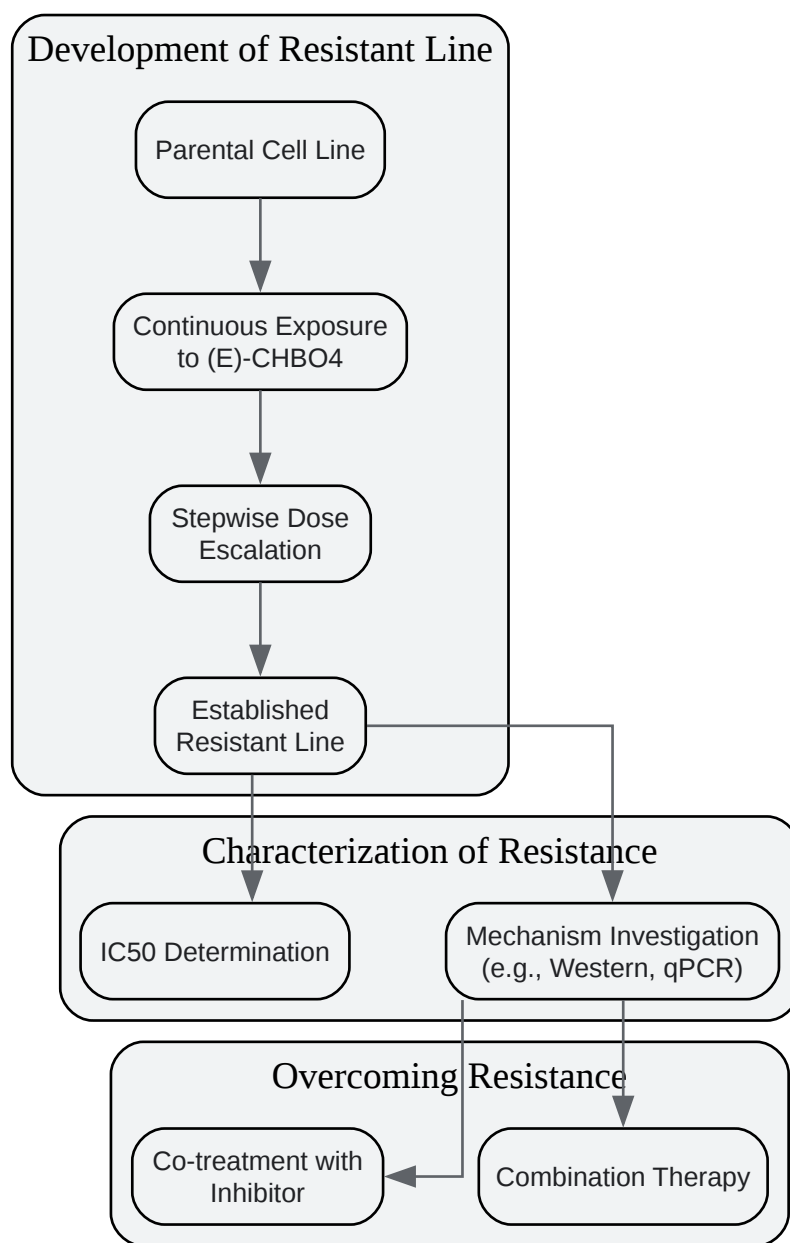 Development of Resistant Line
Parental Cell Line
Continuous Exposure
to (E)-CHBO4
Stepwise Dose
Escalation
Established
Resistant Line
Characterization of Resistance
IC50 Determination
Mechanism Investigation
(e.g., Western, qPCR)
Overcoming Resistance
Co-treatment with
Inhibitor
Combination Therapy